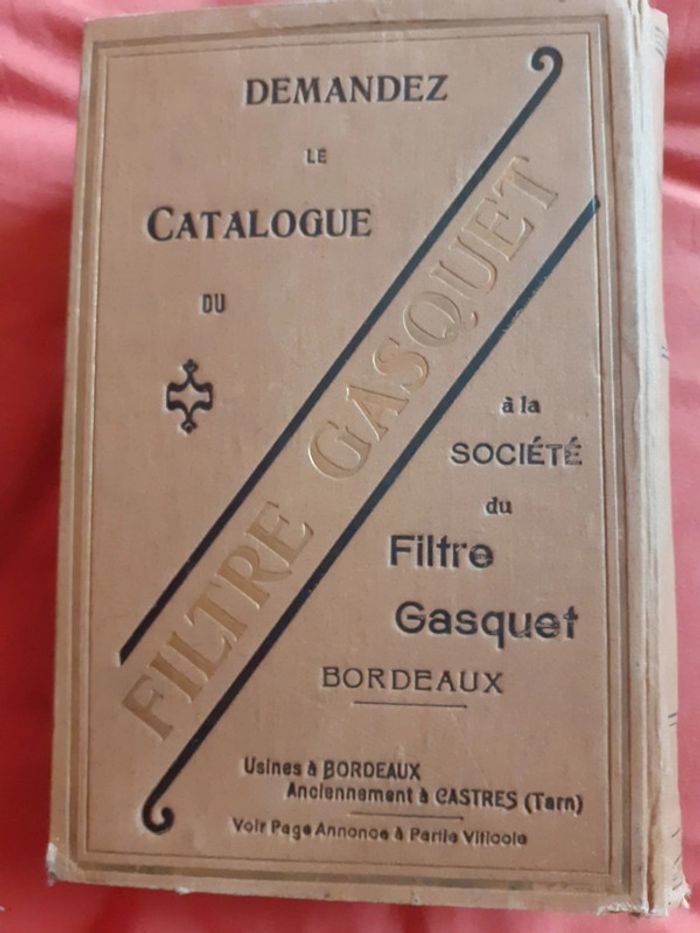 DEMANDEZ
LE
CATALOGUE
DU
FILTRE GASQUET
à la
SOCIÉTÉ
du
Filtre
Gasquet
BORDEAUX
Usines à BORDEAUX
Anciennement à CASTRES (Tarn)
Voir Page Annonce à Partie Viticole